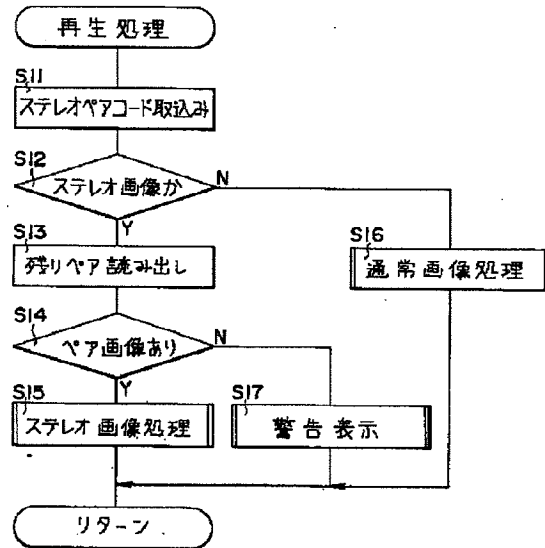 再生処理
S11
ステレオペアコード取込み
S12
ステレオ画像か
N
Y
S13
残りペア読み出し
S16
通常画像処理
S14
ペア画像あり
N
Y
S15
ステレオ画像処理
S17
警告表示
リターン